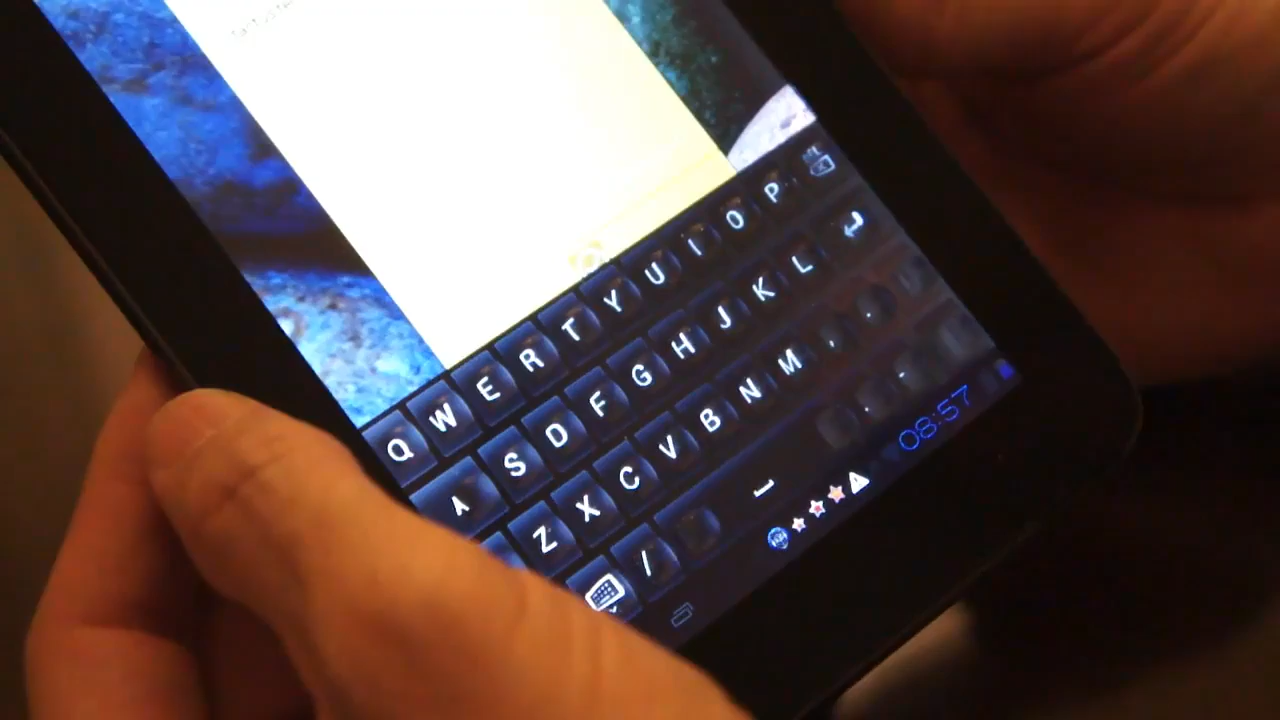 Q W E R T Y U I O P
A S D F G H J K L
Z X C V B N M , .
/ . -
08:57